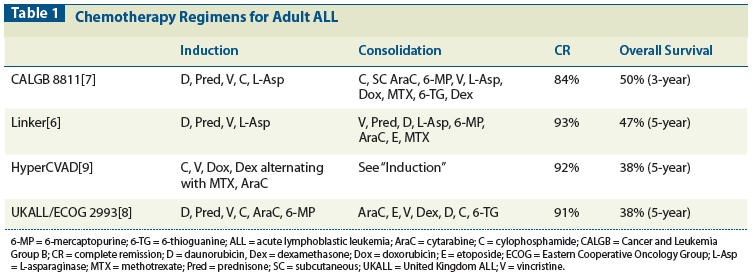 Table 1 Chemotherapy Regimens for Adult ALL
Induction Consolidation CR Overall Survival
CALGB 8811[7] D, Pred, V, C, L-Asp C, SC AraC, 6-MP, V, L-Asp, 84% 50% (3-year)
Dox, MTX, 6-TG, Dex
Linker[6] D, Pred, V, L-Asp V, Pred, D, L-Asp, 6-MP, 93% 47% (5-year)
AraC, E, MTX
HyperCVAD[9] C, V, Dox, Dex alternating See “Induction” 92% 38% (5-year)
with MTX, AraC
UKALL/ECOG 2993[8] D, Pred, V, C, AraC, 6-MP AraC, E, V, Dex, D, C, 6-TG 91% 38% (5-year)
6-MP = 6-mercaptopurine; 6-TG = 6-thioguanine; ALL = acute lymphoblastic leukemia; AraC = cytarabine; C = cylophosphamide; CALGB = Cancer and Leukemia
Group B; CR = complete remission; D = daunorubicin, Dex = dexamethasone; Dox = doxorubicin; E = etoposide; ECOG = Eastern Cooperative Oncology Group; L-Asp
= L-asparaginase; MTX = methotrexate; Pred = prednisone; SC = subcutaneous; UKALL = United Kingdom ALL; V = vincristine.